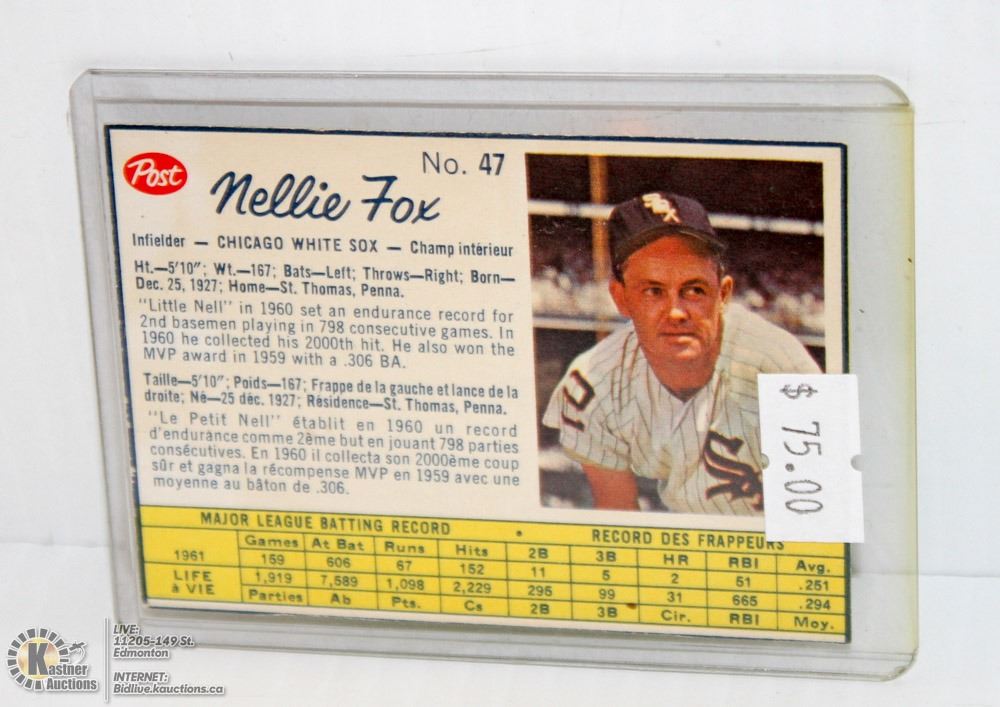 Post
No. 47
Nellie Fox
Infielder — CHICAGO WHITE SOX — Champ intérieur
Ht.—5'10"; Wt.—167; Bats—Left; Throws—Right; Born—
Dec. 25, 1927; Home—St. Thomas, Penna.
"Little Nell" in 1960 set an endurance record for
2nd basemen playing in 798 consecutive games. In
1960 he collected his 2000th hit. He also won the
MVP award in 1959 with a .306 BA.
Taille—5'10"; Poids—167; Frappe de la gauche et lance de la
droite; Né—25 déc. 1927; Résidence—St. Thomas, Penna.
"Le Petit Nell" établit en 1960 un record
d'endurance comme 2ème but en jouant 798 parties
consécutives. En 1960 il collecta son 2000ème coup
sûr et gagna la récompense MVP en 1959 avec une
moyenne au bâton de .306.
SOX
SOX
$ 75.00
MAJOR LEAGUE BATTING RECORD • RECORD DES FRAPPEURS
Games At Bat Runs Hits 2B 3B HR RBI Avg.
1961 159 606 67 152 11 5 2 51 .251
LIFE à VIE 1,919 7,589 1,098 2,229 295 99 31 665 .294
Parties Ab Pts. Cs 2B 3B Cir. RBI Moy.
Kastner
Auctions
LIVE:
11205-149 St.
Edmonton
INTERNET:
Bidlive.kauctions.ca